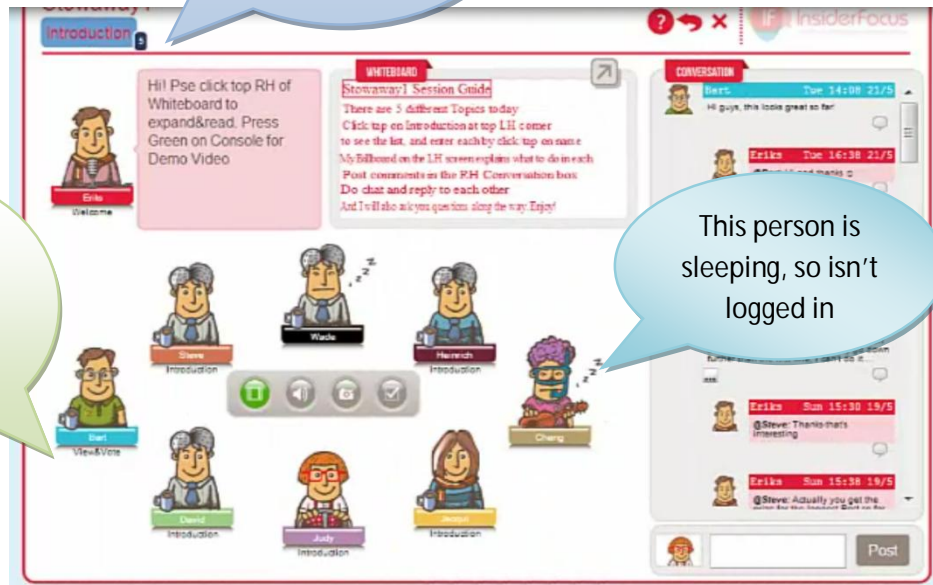 Stowaway1
Introduction
InsiderFocus
Hi! Pse click top RH of
Whiteboard to
expand&read. Press
Green on Console for
Demo Video
Eriks
Welcome
WHITEBOARD
Stowaway1 Session Guide
There are 5 different Topics today
Click tap on Introduction at top LH corner
to see the list, and enter each by click tap on name
My Billboard on the LH screen explains what to do in each
Post comments in the RH Conversation box
Do chat and reply to each other
And I will also ask you questions along the way. Enjoy!
CONVERSATION
Bert Tue 14:08 21/5
Hi guys, this looks great so far!
Eriks Tue 16:38 21/5
This person is
sleeping, so isn't
logged in
Eriks Sun 15:30 19/5
@Steve: Thanks that's
interesting
Eriks Sun 15:38 19/5
@Steve: Actually you get the
Post
Steve
Introduction
Wade
Heinrich
Introduction
Bert
View&Vote
Cheng
David
Introduction
Judy
Introduction
Jacqui
Introduction